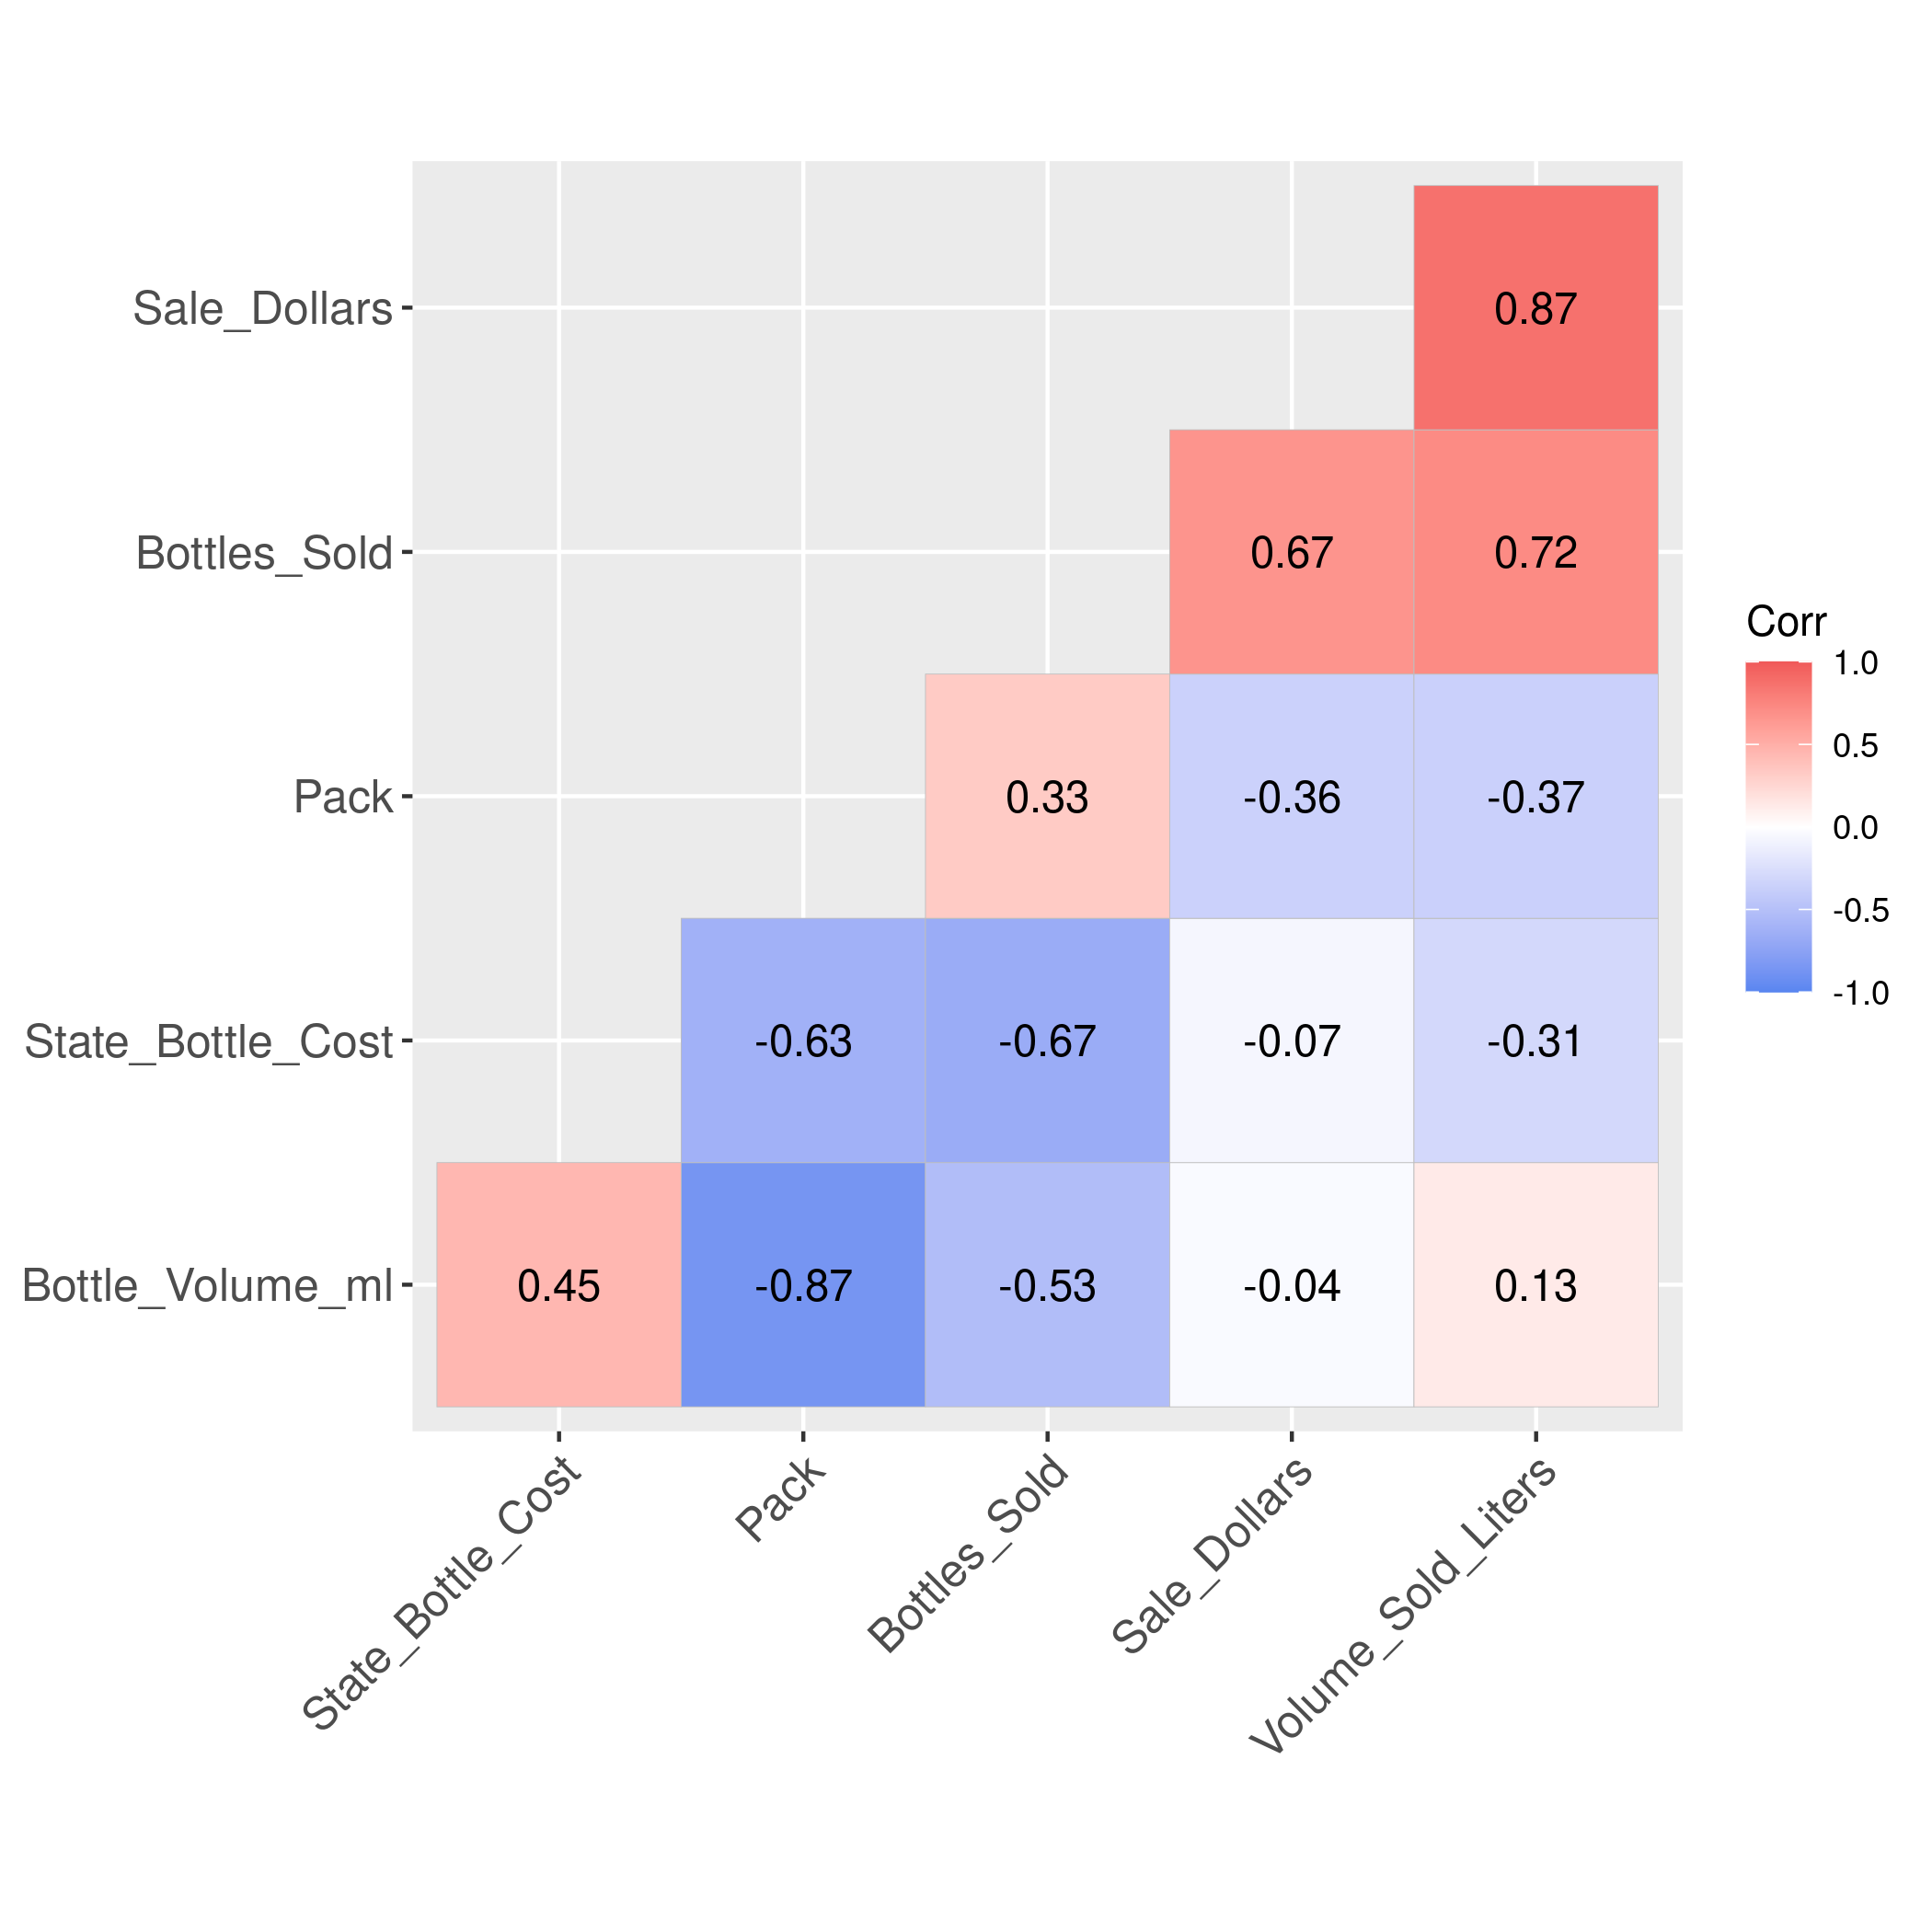 Sale_Dollars
0.87
Bottles_Sold
0.67
0.72
Pack
0.33
-0.36
-0.37
State_Bottle_Cost
-0.63
-0.67
-0.07
-0.31
Bottle_Volume_ml
0.45
-0.87
-0.53
-0.04
0.13
State_Bottle_Cost
Pack
Bottles_Sold
Sale_Dollars
Volume_Sold_Liters
Corr
1.0
0.5
0.0
-0.5
-1.0